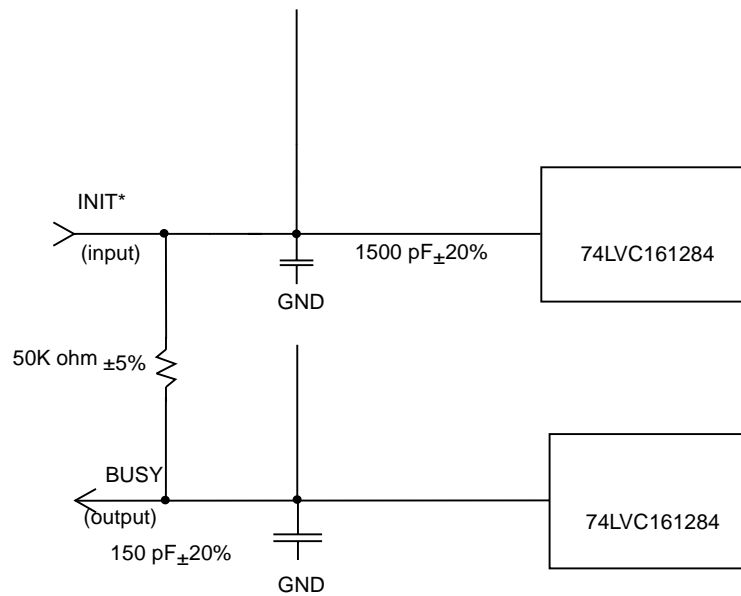 INIT*
(input)
1500 pF±20%
74LVC161284
GND
50K ohm ±5%
BUSY
(output)
74LVC161284
150 pF±20%
GND